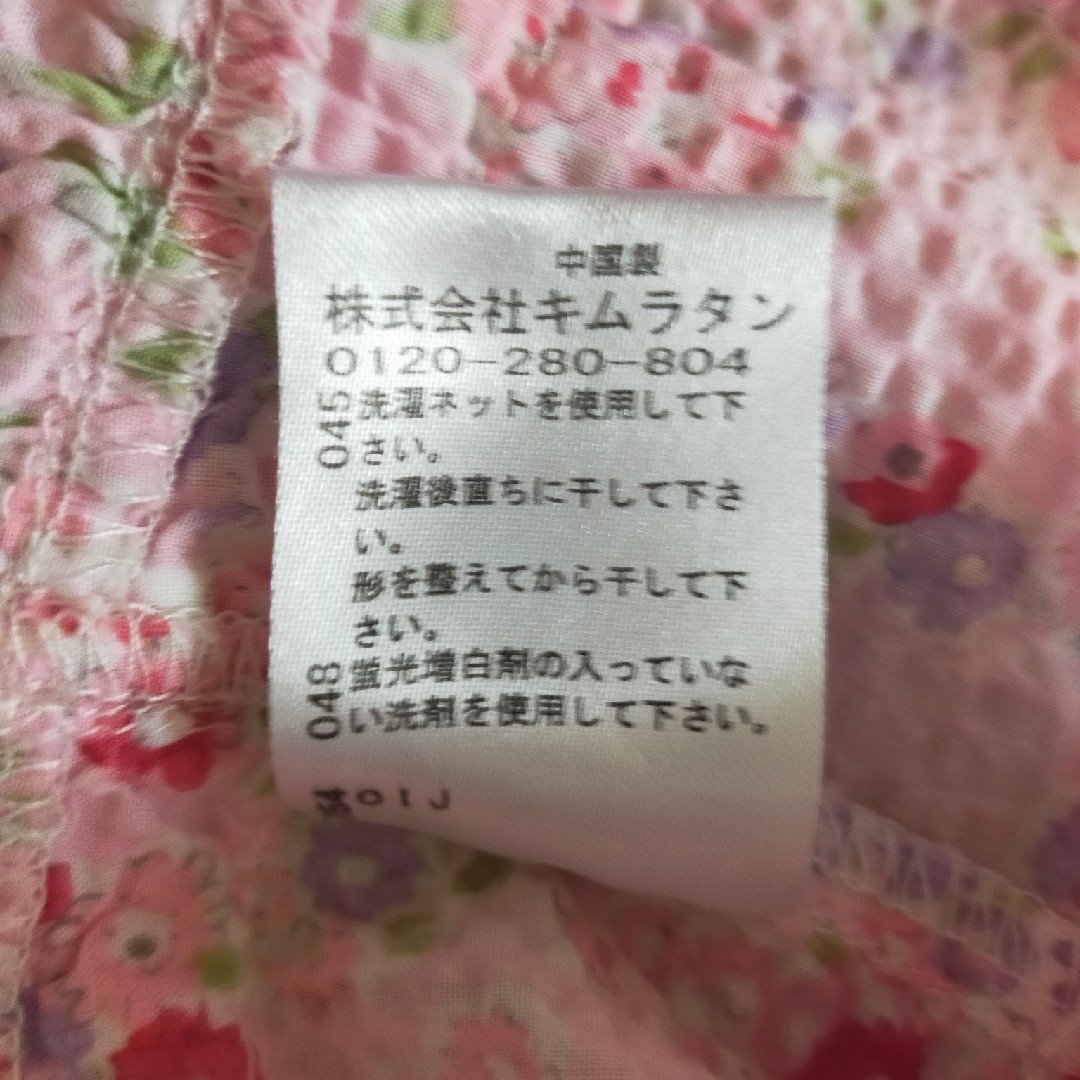 中国製
株式会社キムラタン
0120-280-804
045
洗濯ネットを使用して下
さい。
洗濯後直ちに干して下さ
い。
形を整えてから干して下
さい。
048
蛍光増白剤の入っていな
い洗剤を使用して下さい。